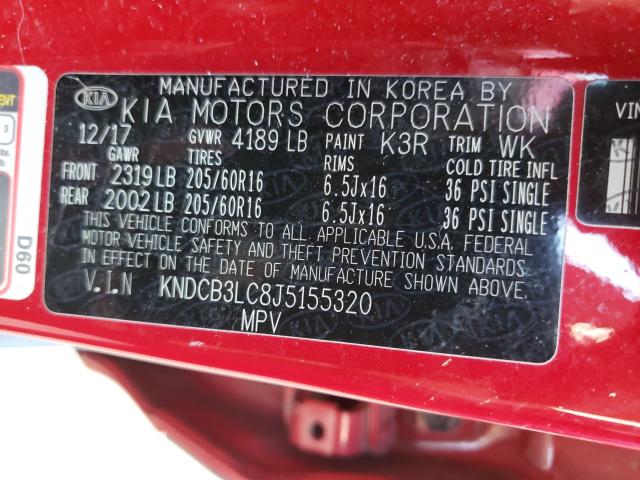 MANUFACTURED IN KOREA BY
KIA KIA MOTORS CORPORATION
12/17 GVWR 4189 LB PAINT K3R TRIM WK
GAWR TIRES RIMS COLD TIRE INFL
FRONT 2319 LB 205/60R16 6.5Jx16 36 PSI SINGLE
REAR 2002 LB 205/60R16 6.5Jx16 36 PSI SINGLE
THIS VEHICLE CONFORMS TO ALL APPLICABLE U.S.A. FEDERAL
MOTOR VEHICLE SAFETY AND THEFT PREVENTION STANDARDS
IN EFFECT ON THE DATE OF MANUFACTURE SHOWN ABOVE.
V.I.N KNDCB3LC8J5155320
MPV
D60
3
VIN